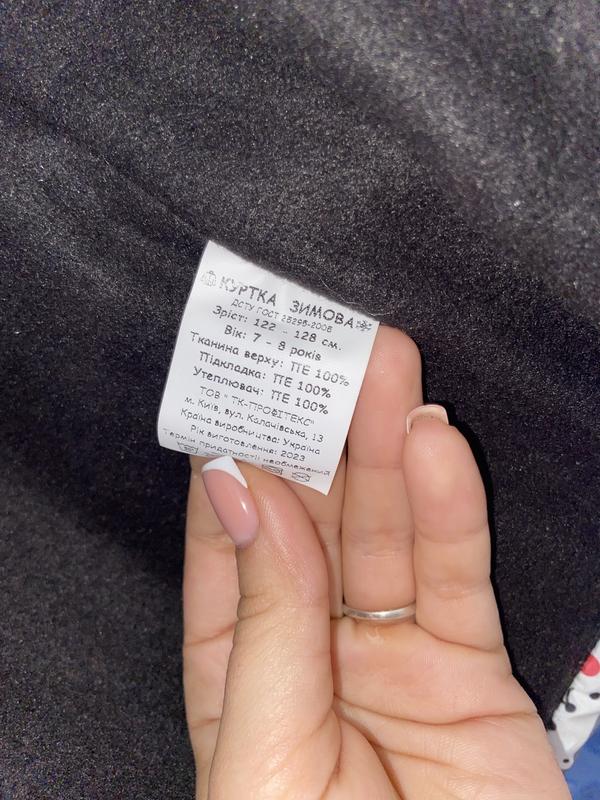 КУРТКА ЗИМОВА
ДСТУ ГОСТ 25295-2005
Зріст: 122 - 128 см.
Вік: 7 - 8 років
Тканина верху: ПЕ 100%
Підкладка: ПЕ 100%
Утеплювач: ПЕ 100%
ТОВ " ТК-ПРОФІТЕКС"
м. Київ, вул. Калачівська, 13
Країна виробництва: Україна
Рік виготовлення: 2023
Термін придатності необмежений